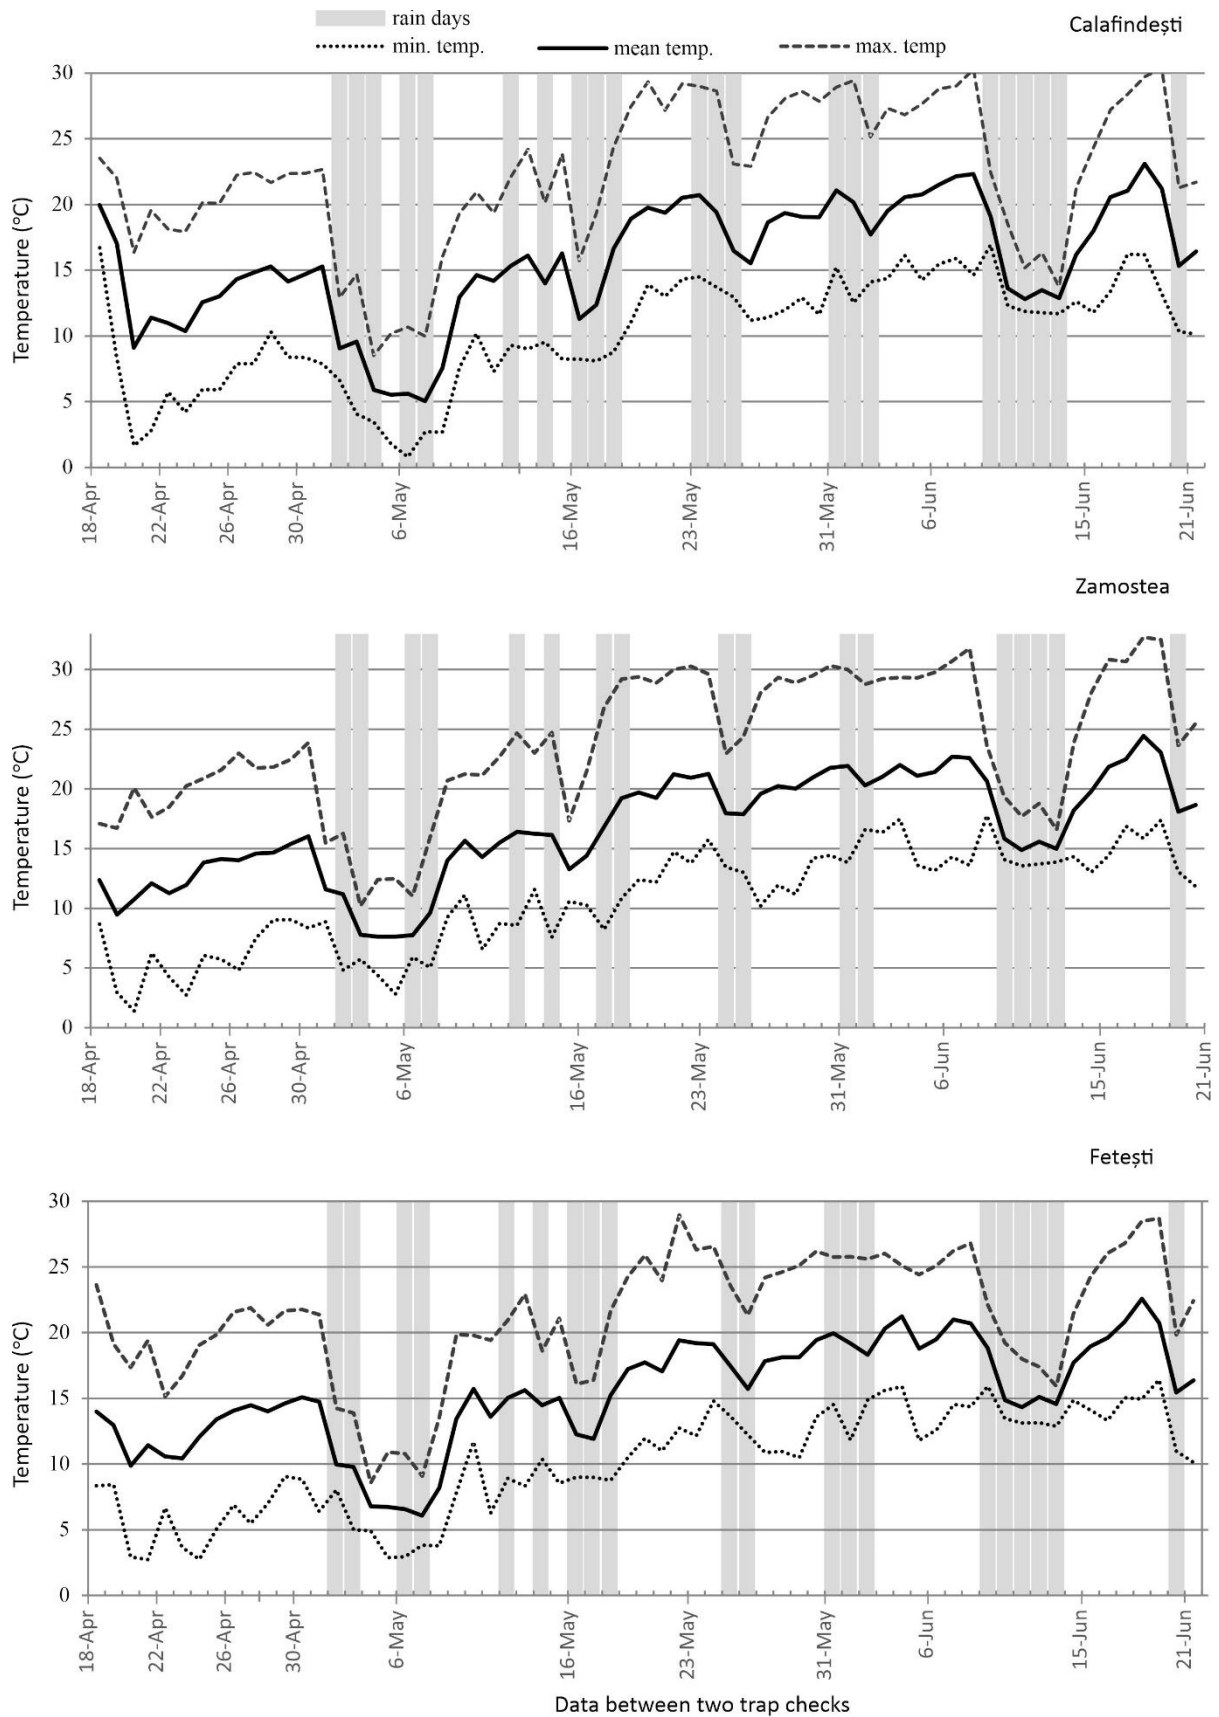 rain days
Calafindești
min. temp.
mean temp.
max. temp
30
25
20
15
10
5
0
Temperature (°C)
18-Apr
22-Apr
26-Apr
30-Apr
6-May
16-May
23-May
31-May
6-Jun
15-Jun
21-Jun
Zamostea
30
25
20
15
10
5
0
Temperature (°C)
18-Apr
22-Apr
26-Apr
30-Apr
6-May
16-May
23-May
31-May
6-Jun
15-Jun
21-Jun
Fetești
30
25
20
15
10
5
0
Temperature (°C)
18-Apr
22-Apr
26-Apr
30-Apr
6-May
16-May
23-May
31-May
6-Jun
15-Jun
21-Jun
Data between two trap checks